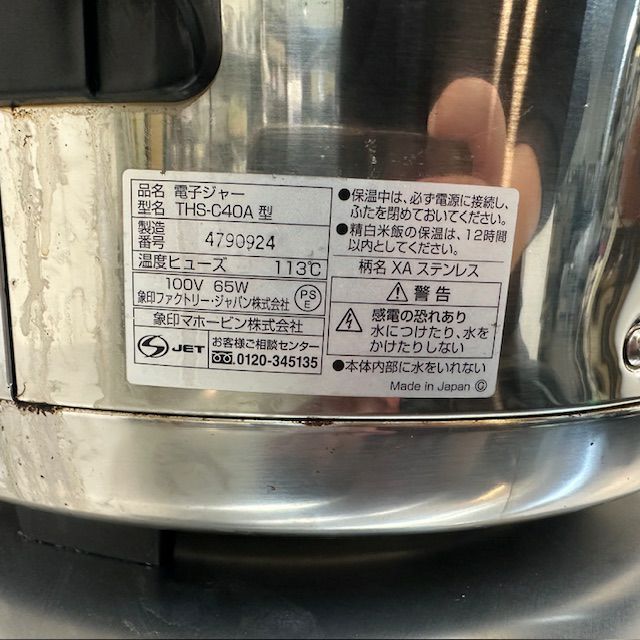 品名 電子ジャー
型名 THS-C40A 型
製造番号 4790924
温度ヒューズ 113℃
100V 65W
象印ファクトリー・ジャパン株式会社
PS
E
象印マホービン株式会社
S JET
お客様ご相談センター
0120-345135
●保温中は、必ず電源に接続し、
ふたを閉めておいてください。
●精白米飯の保温は、12時間
以内としてください。
柄名 XA ステンレス
⚠警告
感電の恐れあり
水につけたり、水を
かけたりしない
●本体内部に水をいれない
Made in Japan Ⓒ